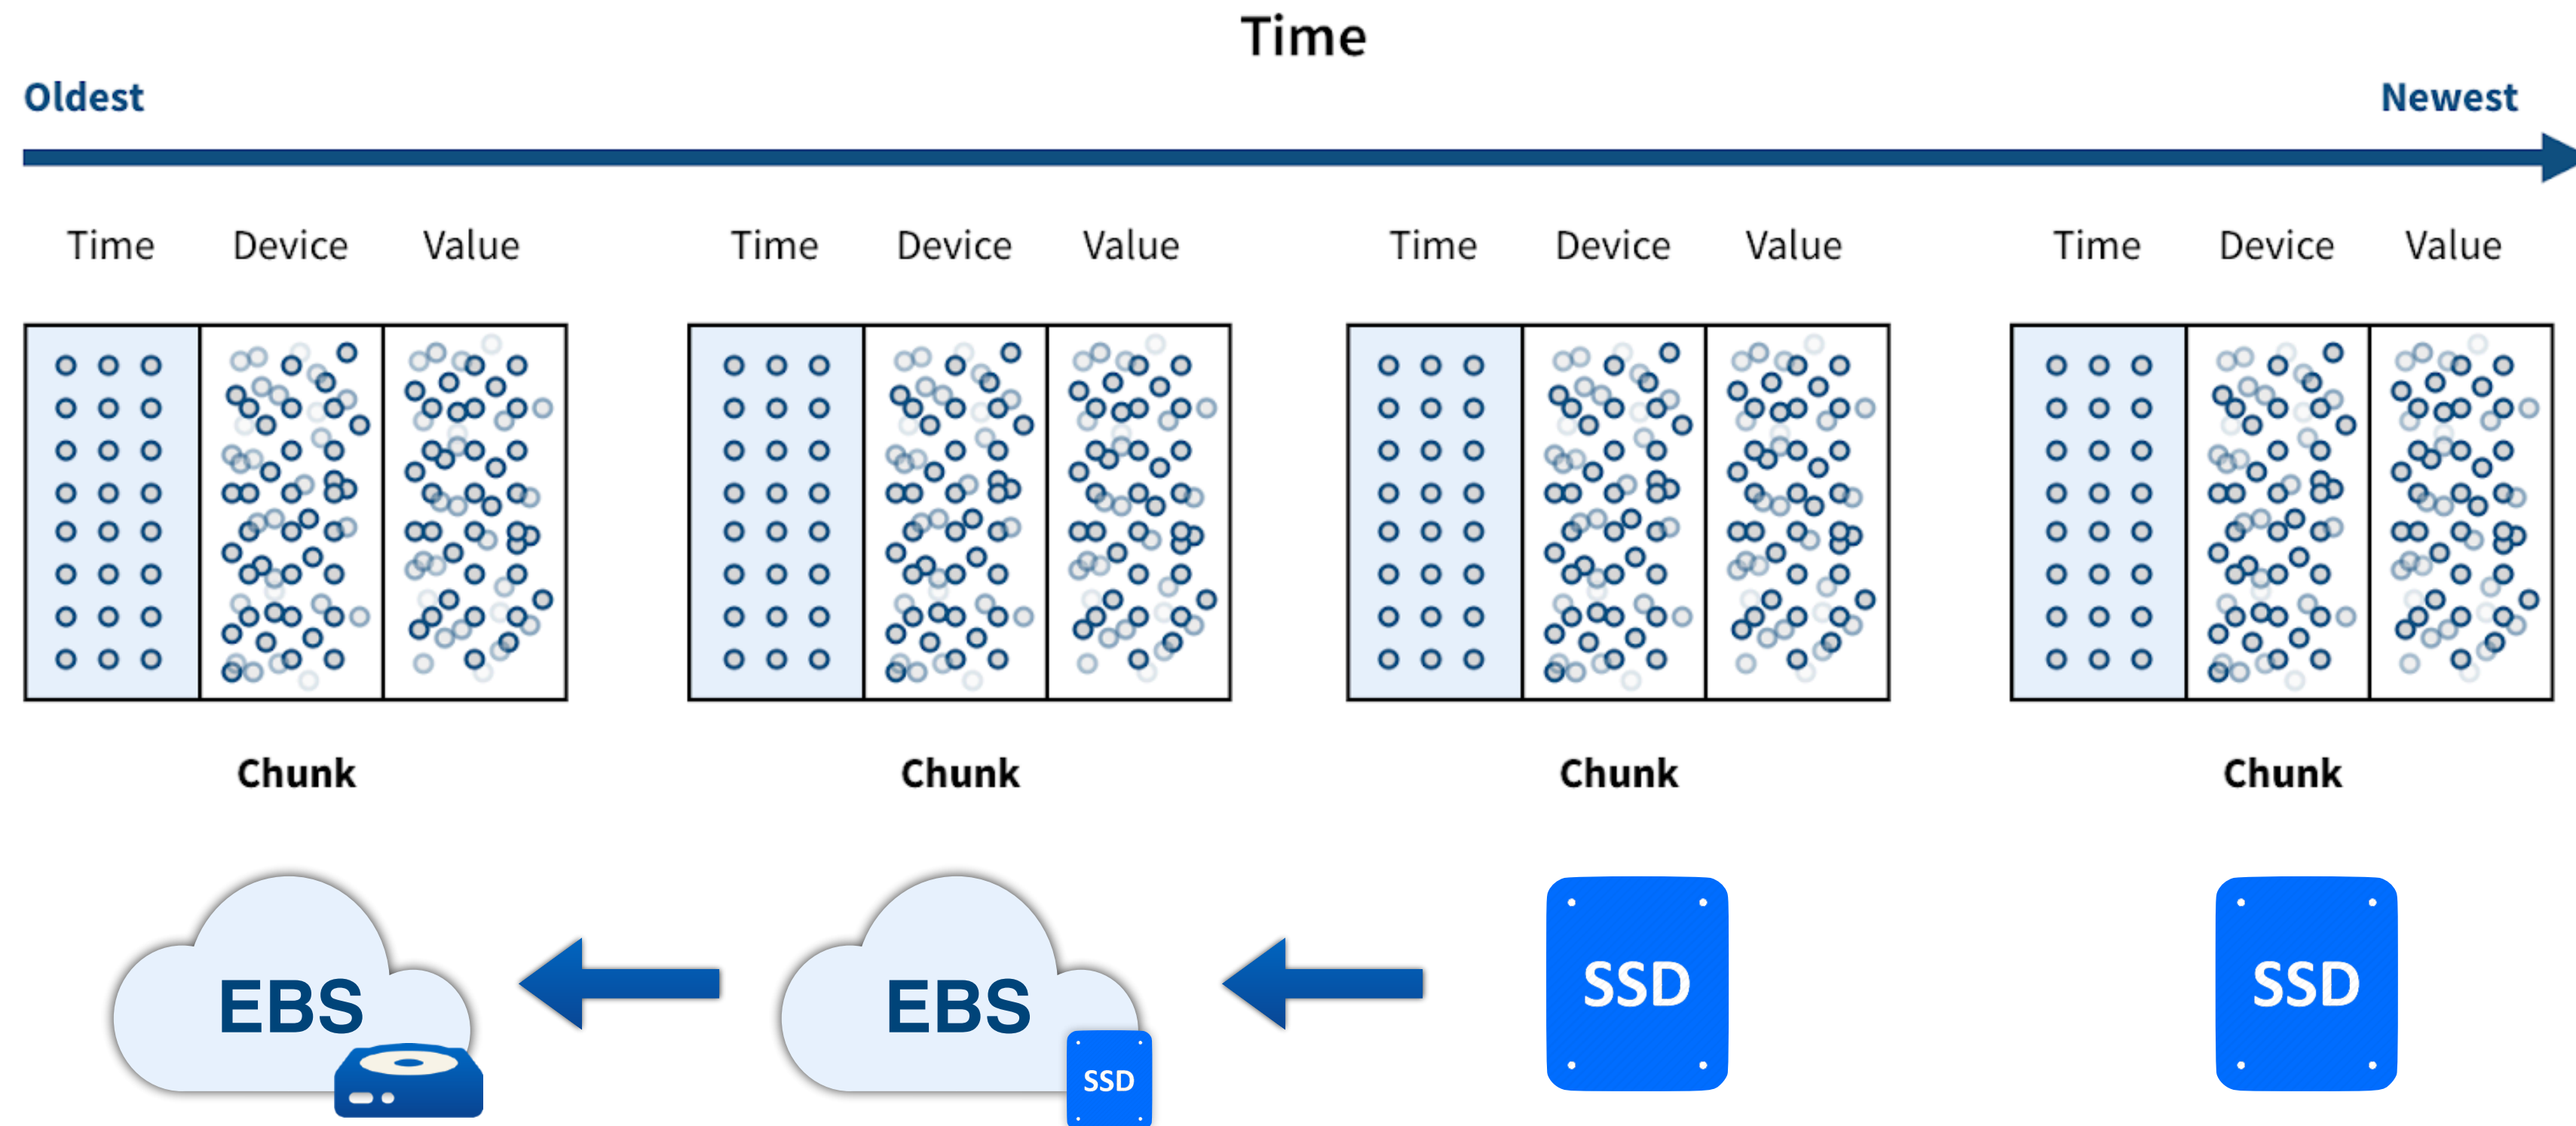 Time
Oldest Newest
Time Device Value Time Device Value Time Device Value Time Device Value
Chunk Chunk Chunk Chunk
EBS EBS SSD SSD
SSD